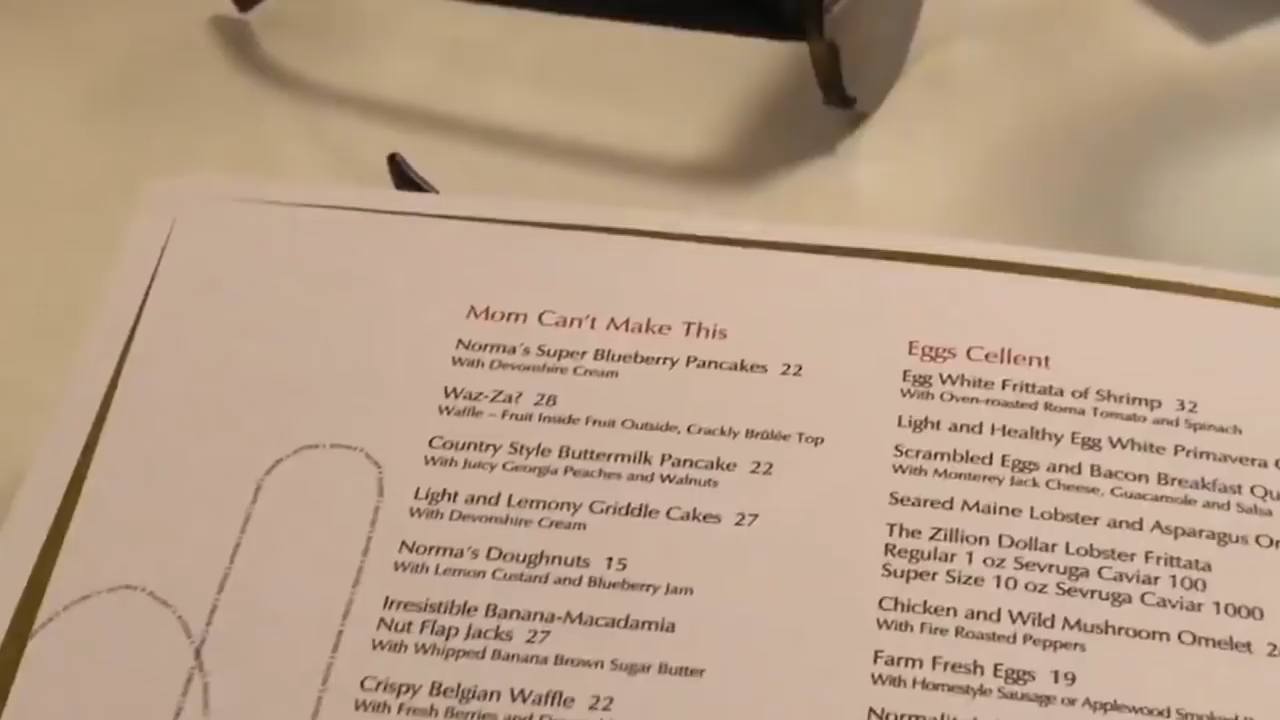 Mom Can't Make This
Norma's Super Blueberry Pancakes 22
With Devonshire Cream
Waz-Za? 28
Waffle – Fruit Inside Fruit Outside, Crackly Brûlée Top
Country Style Buttermilk Pancake 22
With Juicy Georgia Peaches and Walnuts
Light and Lemony Griddle Cakes 27
With Devonshire Cream
Norma's Doughnuts 15
With Lemon Custard and Blueberry Jam
Irresistible Banana-Macadamia
Nut Flap Jacks 27
With Whipped Banana Brown Sugar Butter
Crispy Belgian Waffle 22
With Fresh Berries and
Eggs Cellent
Egg White Frittata of Shrimp 32
With Oven-roasted Roma Tomato and Spinach
Light and Healthy Egg White Primavera
Scrambled Eggs and Bacon Breakfast
With Monterey Jack Cheese, Guacamole and Salsa
Seared Maine Lobster and Asparagus
The Zillion Dollar Lobster Frittata
Regular 1 oz Sevruga Caviar 100
Super Size 10 oz Sevruga Caviar 1000
Chicken and Wild Mushroom Omelet
With Fire Roasted Peppers
Farm Fresh Eggs 19
With Homestyle Sausage or Applewood Smoked